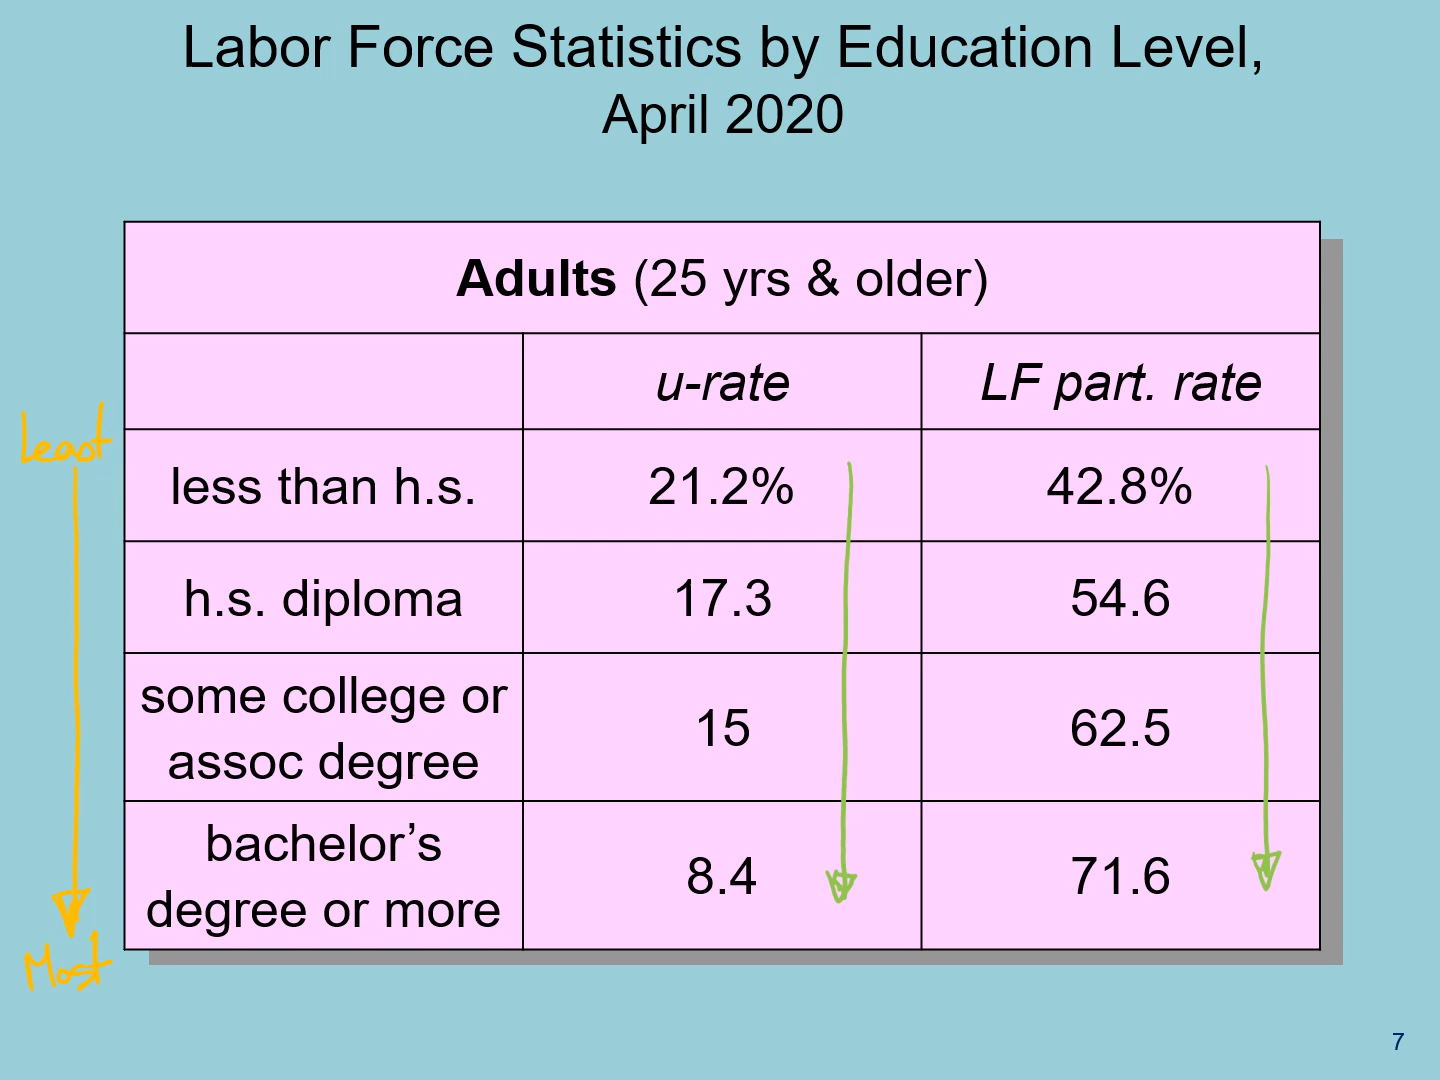 Labor Force Statistics by Education Level,
April 2020
Adults (25 yrs & older)
u-rate LF part. rate
Least
less than h.s. 21.2% 42.8%
h.s. diploma 17.3 54.6
some college or
assoc degree 15 62.5
bachelor’s
degree or more 8.4 71.6
Most
7